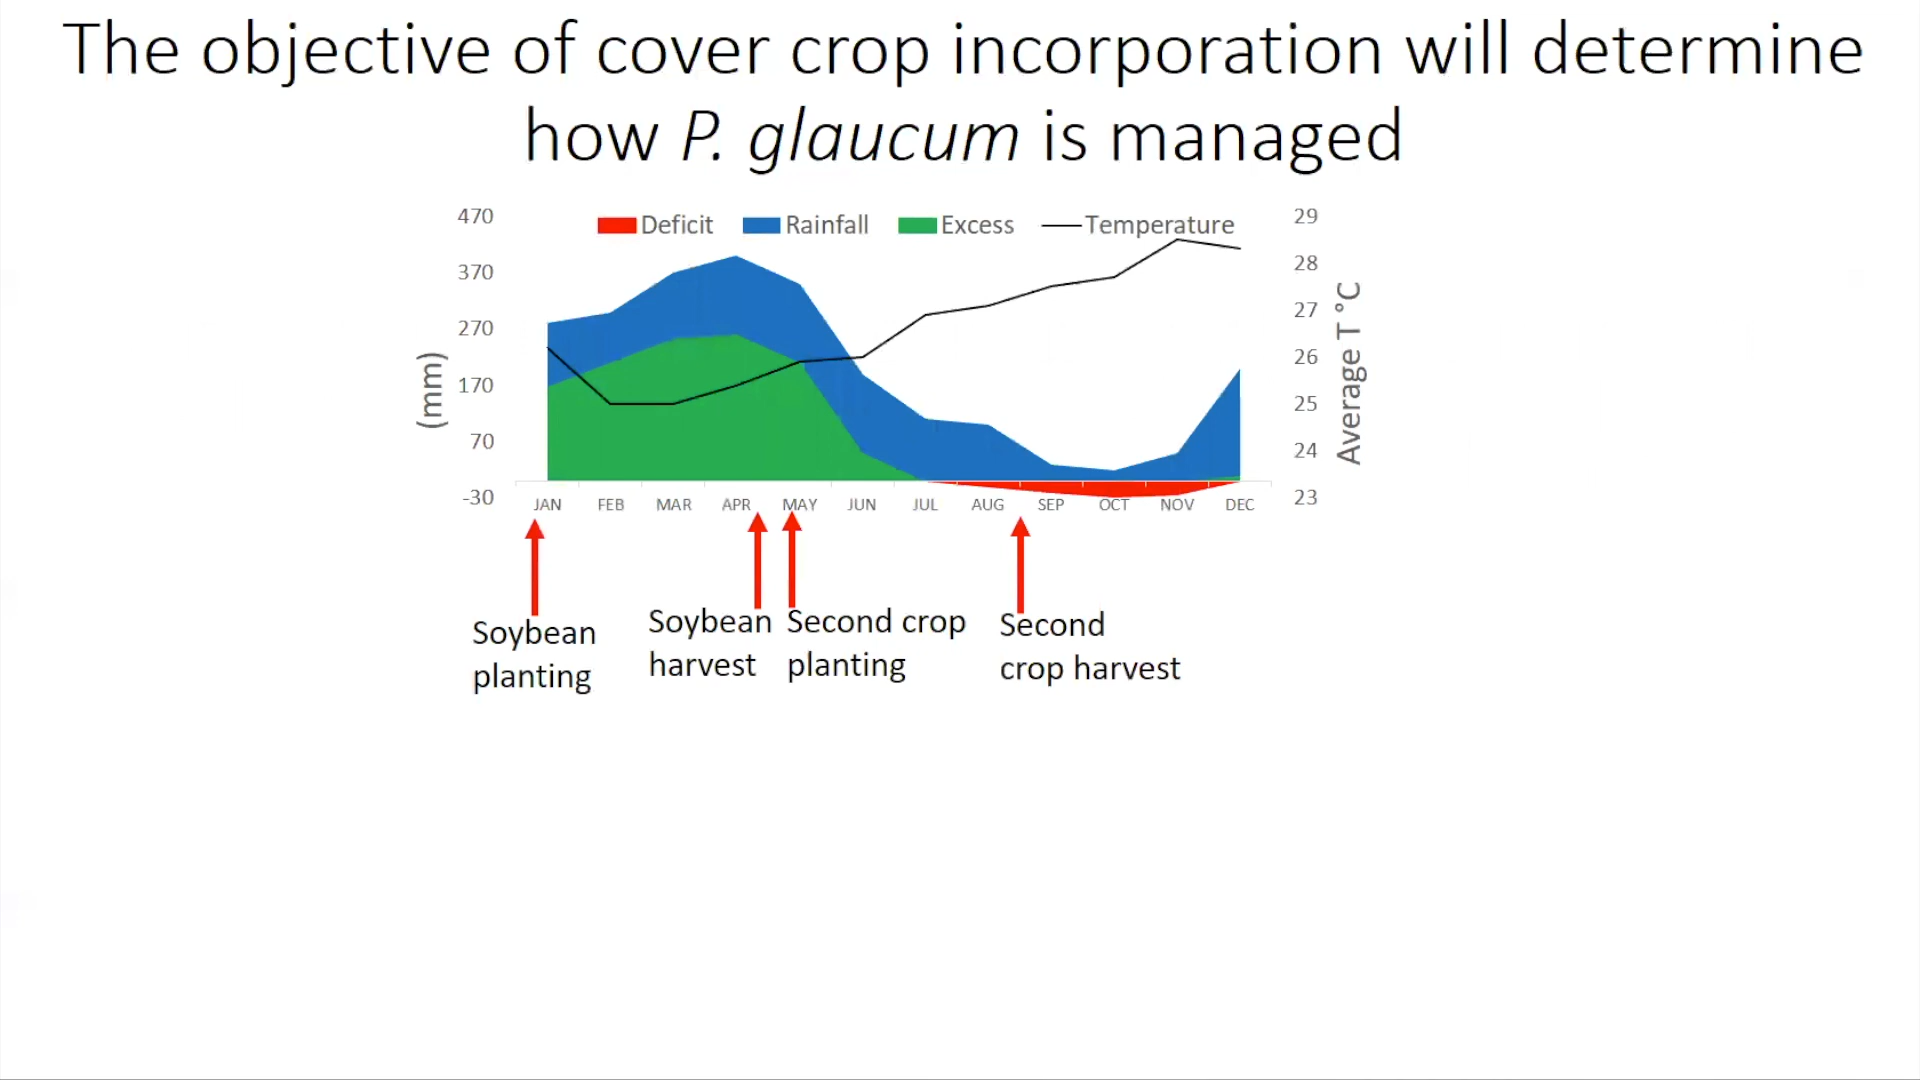 The objective of cover crop incorporation will determine
how P. glaucum is managed
Deficit Rainfall Excess Temperature
470
370
270
170
70
-30
(mm)
29
28
27
26
25
24
23
Average T °C
JAN FEB MAR APR MAY JUN JUL AUG SEP OCT NOV DEC
Soybean
planting
Soybean
harvest
Second crop
planting
Second
crop harvest